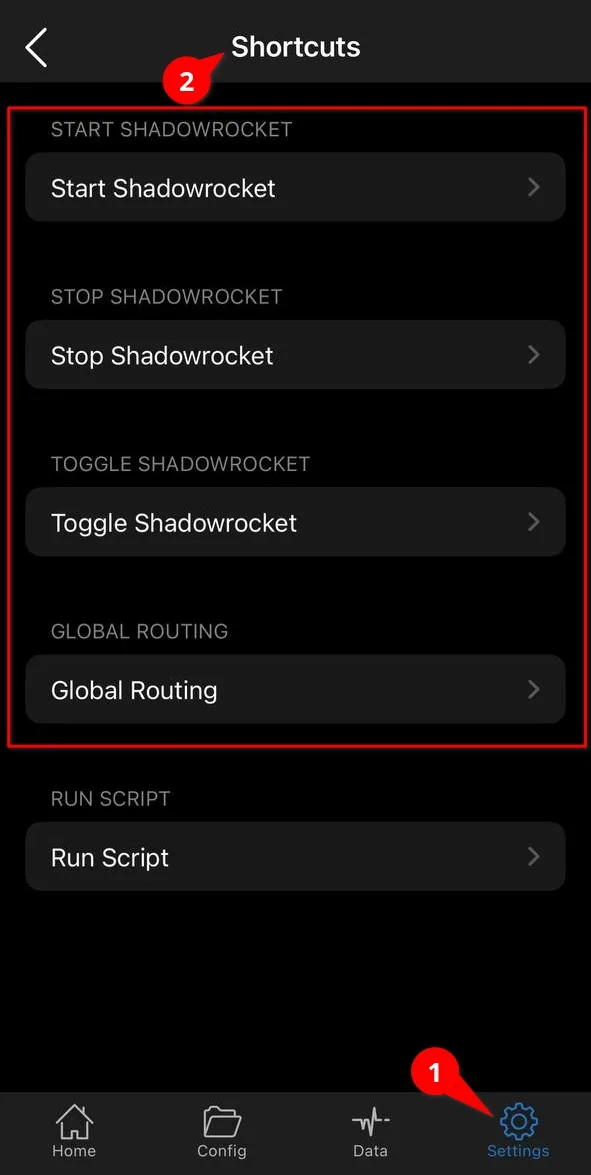 Shortcuts
2
START SHADOWROCKET
Start Shadowrocket
STOP SHADOWROCKET
Stop Shadowrocket
TOGGLE SHADOWROCKET
Toggle Shadowrocket
GLOBAL ROUTING
Global Routing
RUN SCRIPT
Run Script
1
Home
Config
Data
Settings